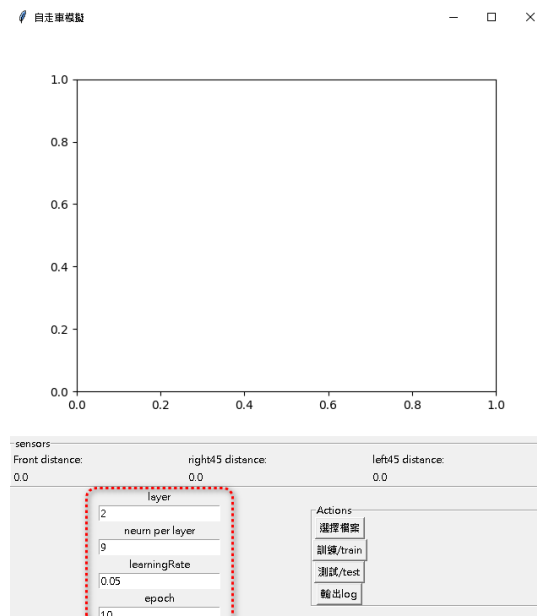 自走車模擬
1.0
0.8
0.6
0.4
0.2
0.0
0.0 0.2 0.4 0.6 0.8 1.0
sensors
Front distance: right45 distance: left45 distance:
0.0 0.0 0.0
layer
2
neurn per layer
9
learningRate
0.05
epoch
10
Actions
選擇檔案
訓練/train
測試/test
輸出log